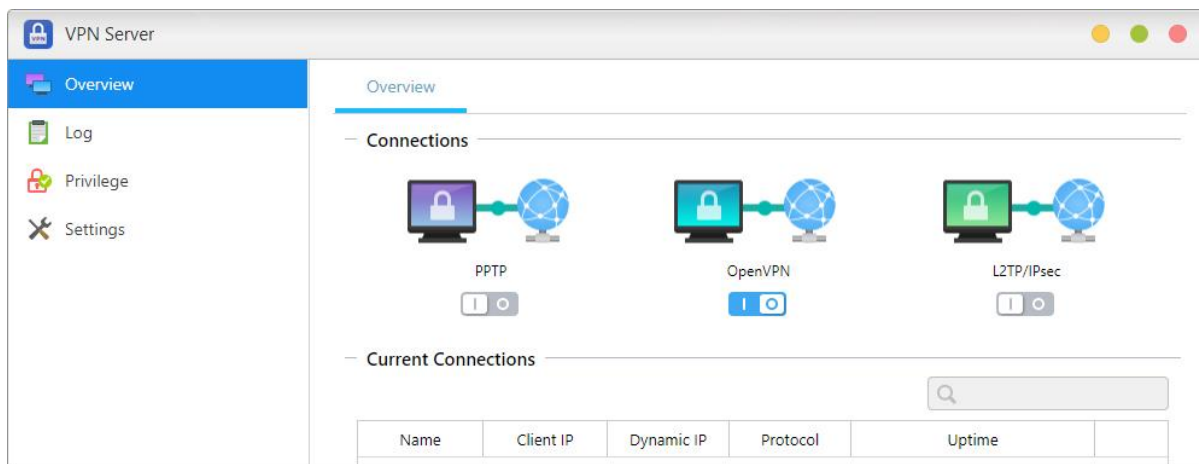 VPN Server
Overview
Log
Privilege
Settings
Overview
Connections
PPTP
OpenVPN
L2TP/IPsec
Current Connections
Name Client IP Dynamic IP Protocol Uptime